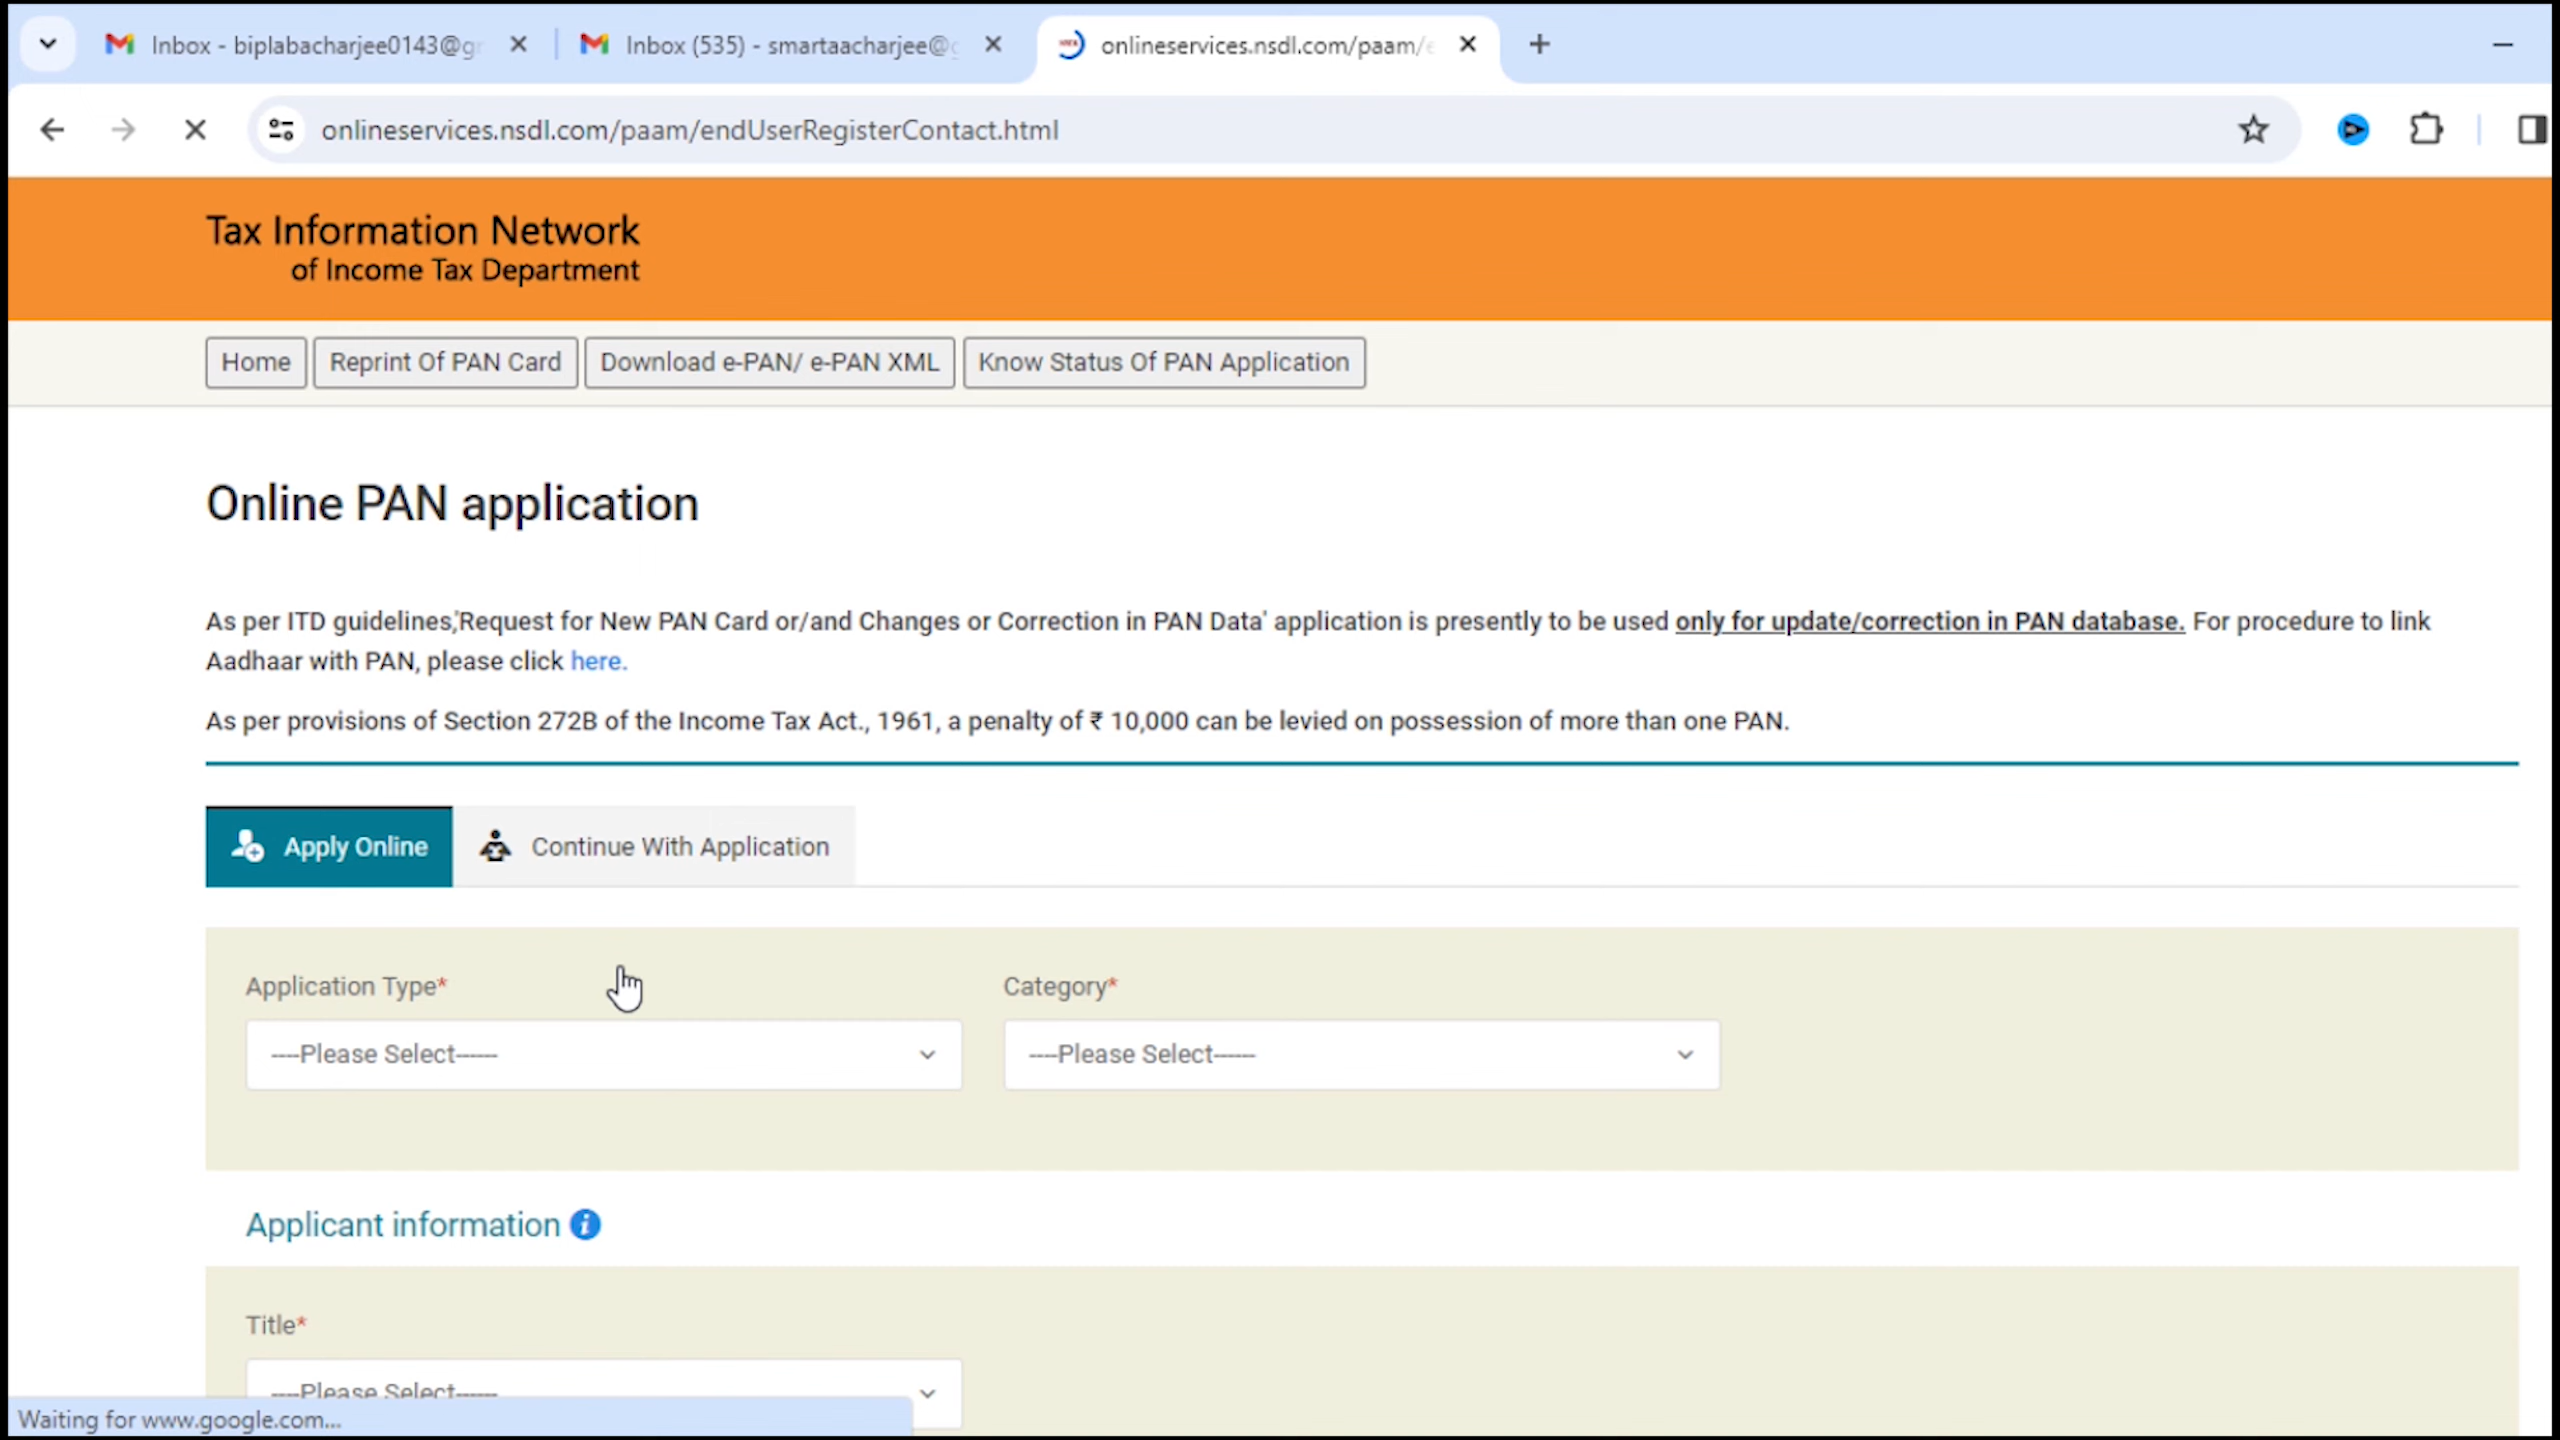 Inbox - biplabacharjee0143@g
Inbox (535) - smartaacharjee@
onlineservices.nsdl.com/paam/e
onlineservices.nsdl.com/paam/endUserRegisterContact.html
Tax Information Network
of Income Tax Department
Home
Reprint Of PAN Card
Download e-PAN/ e-PAN XML
Know Status Of PAN Application
Online PAN application
As per ITD guidelines,'Request for New PAN Card or/and Changes or Correction in PAN Data' application is presently to be used only for update/correction in PAN database. For procedure to link
Aadhaar with PAN, please click here.
As per provisions of Section 272B of the Income Tax Act., 1961, a penalty of ₹ 10,000 can be levied on possession of more than one PAN.
Apply Online
Continue With Application
Application Type*
Category*
----Please Select------
----Please Select------
Applicant information
Title*
----Please Select------
Waiting for www.google.com...